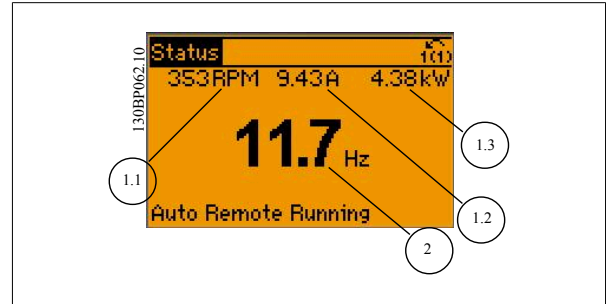 130BP062.10
Status
1(1)
353RPM 9.43A 4.38kW
11.7 Hz
Auto Remote Running
1.1
1.3
1.2
2